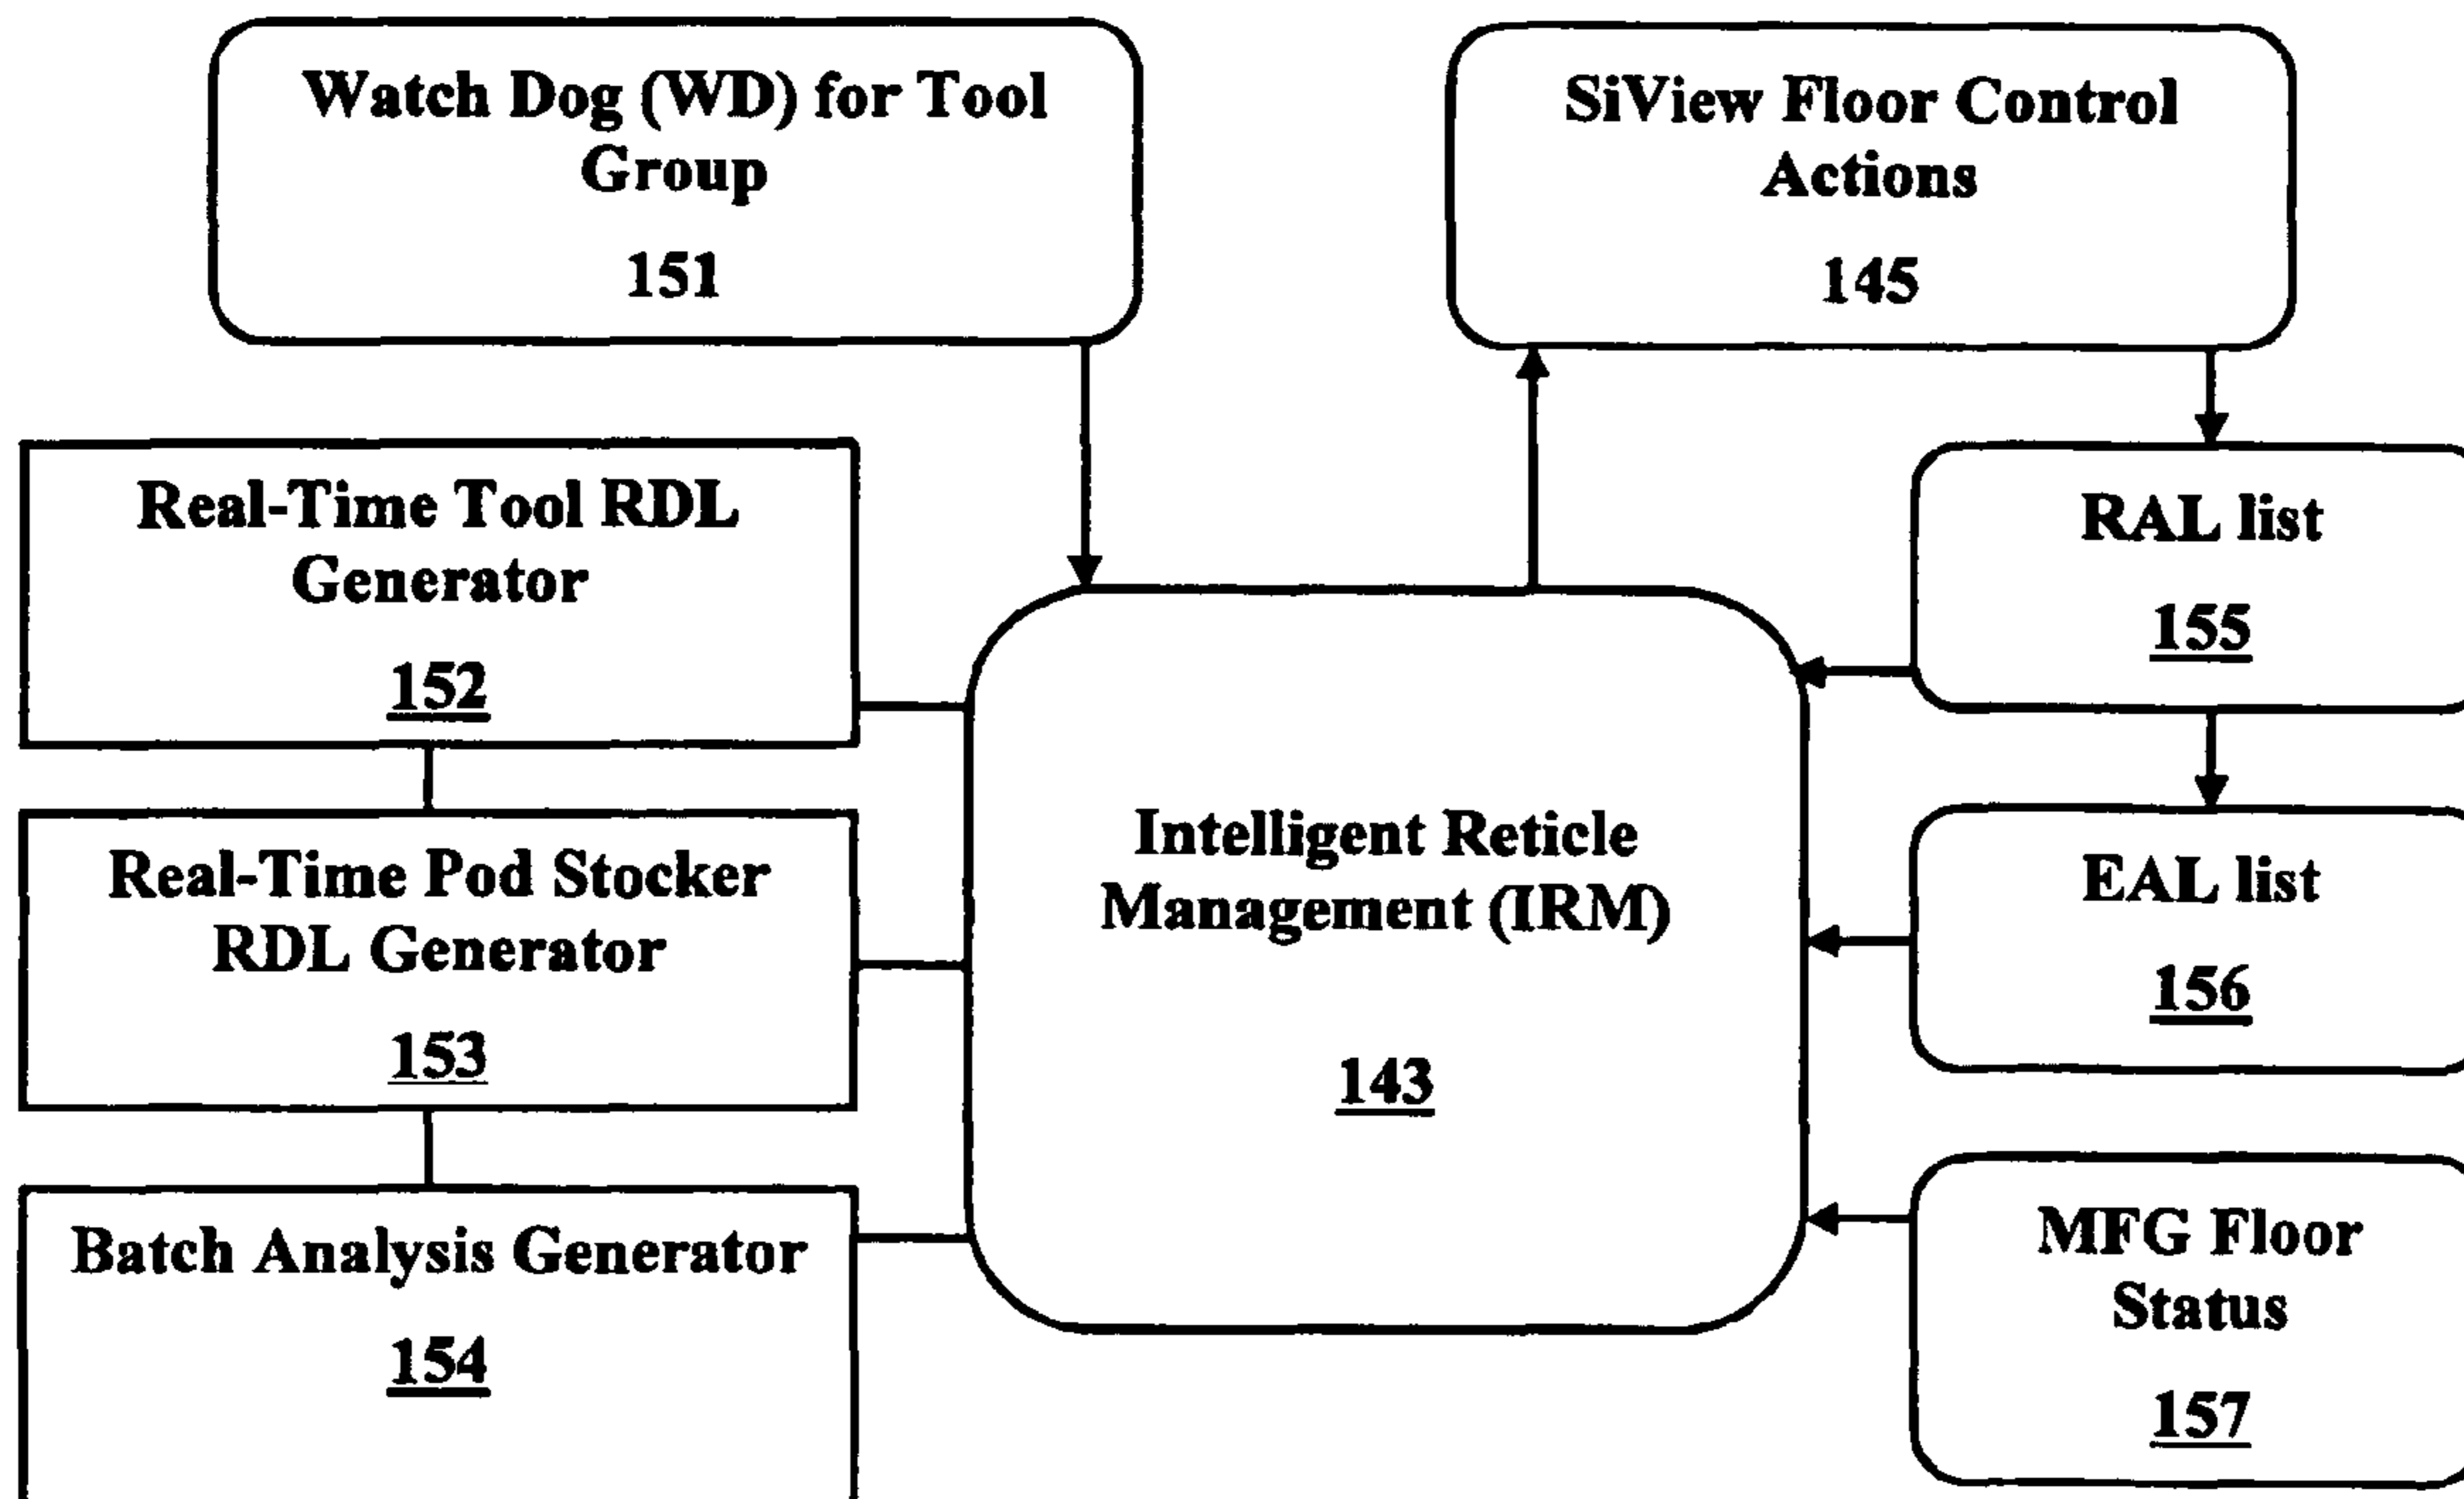 Watch Dog (WD) for Tool
Group
151
SiView Floor Control
Actions
145
Real-Time Tool RDL
Generator
152
RAL list
155
Real-Time Pod Stocker
RDL Generator
153
Intelligent Reticle
Management (IRM)
143
EAL list
156
Batch Analysis Generator
154
MFG Floor
Status
157